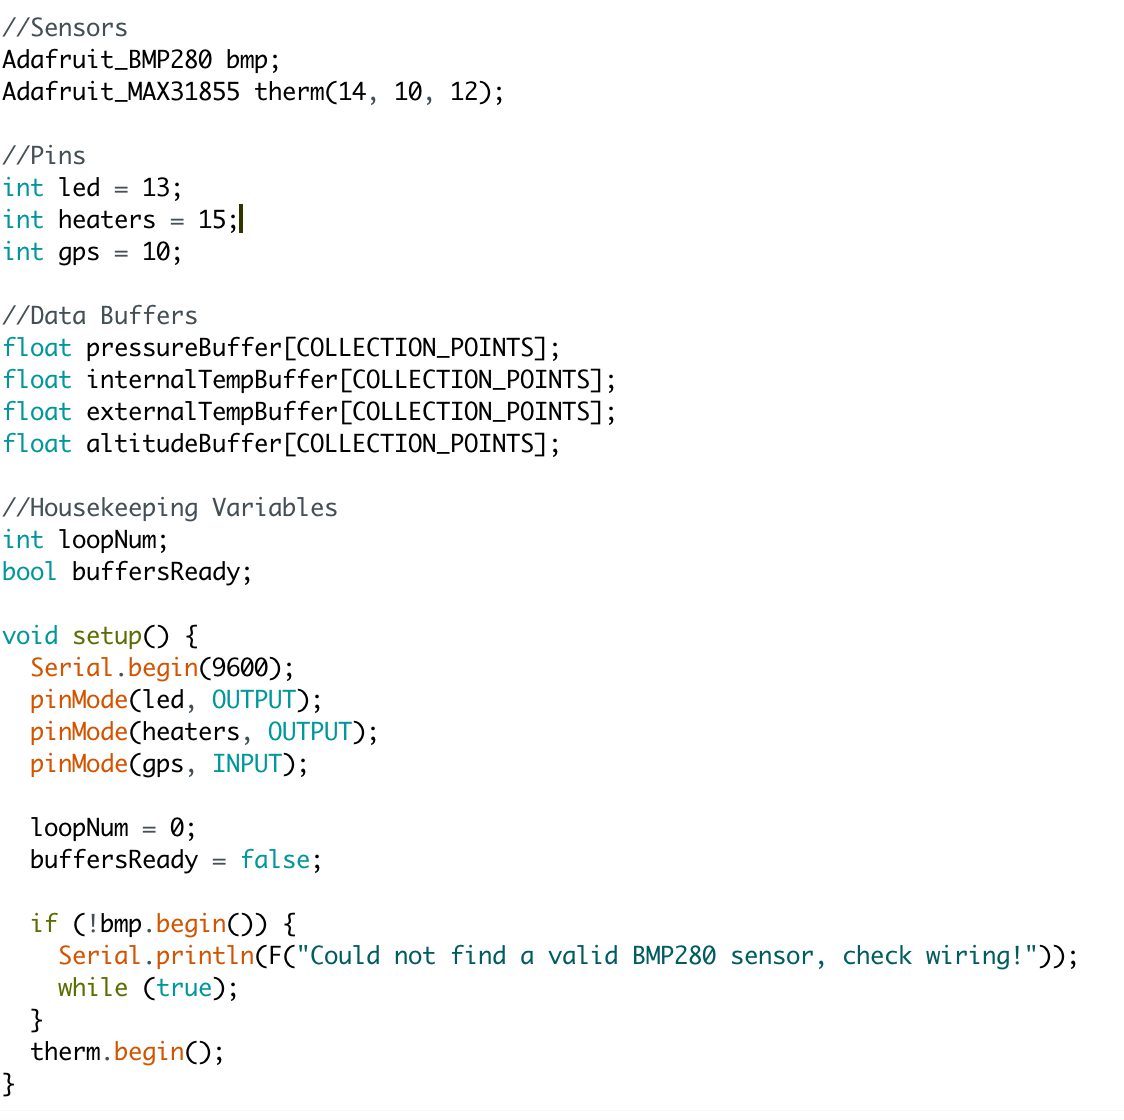 //Sensors
Adafruit_BMP280 bmp;
Adafruit_MAX31855 therm(14, 10, 12);

//Pins
int led = 13;
int heaters = 15;
int gps = 10;

//Data Buffers
float pressureBuffer[COLLECTION_POINTS];
float internalTempBuffer[COLLECTION_POINTS];
float externalTempBuffer[COLLECTION_POINTS];
float altitudeBuffer[COLLECTION_POINTS];

//Housekeeping Variables
int loopNum;
bool buffersReady;

void setup() {
  Serial.begin(9600);
  pinMode(led, OUTPUT);
  pinMode(heaters, OUTPUT);
  pinMode(gps, INPUT);

  loopNum = 0;
  buffersReady = false;

  if (!bmp.begin()) {
    Serial.println(F("Could not find a valid BMP280 sensor, check wiring!"));
    while (true);
  }
  therm.begin();
}